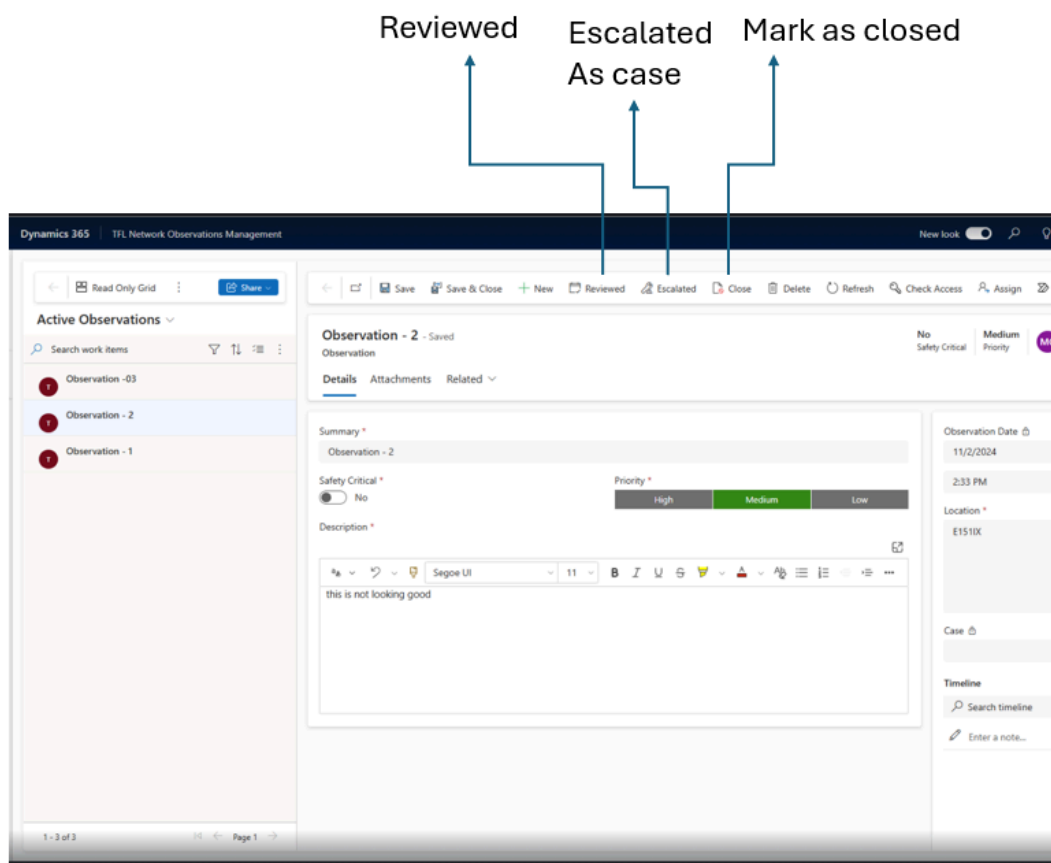 Reviewed
Escalated
As case
Mark as closed
Dynamics 365
TFL Network Observations Management
New look
Read Only Grid
Share
Save
Save & Close
New
Reviewed
Escalated
Close
Delete
Refresh
Check Access
Assign
Active Observations
Search work items
T
Observation -03
T
Observation - 2
T
Observation - 1
Observation - 2 - Saved
Observation
No
Safety Critical
Medium
Priority
Details
Attachments
Related
Summary *
Observation - 2
Safety Critical *
No
Priority *
High
Medium
Low
Description *
Segoe UI
11
B I U S
this is not looking good
Observation Date
11/2/2024
2:33 PM
Location *
E151IX
Case
Timeline
Search timeline
Enter a note...
1 - 3 of 3
Page 1